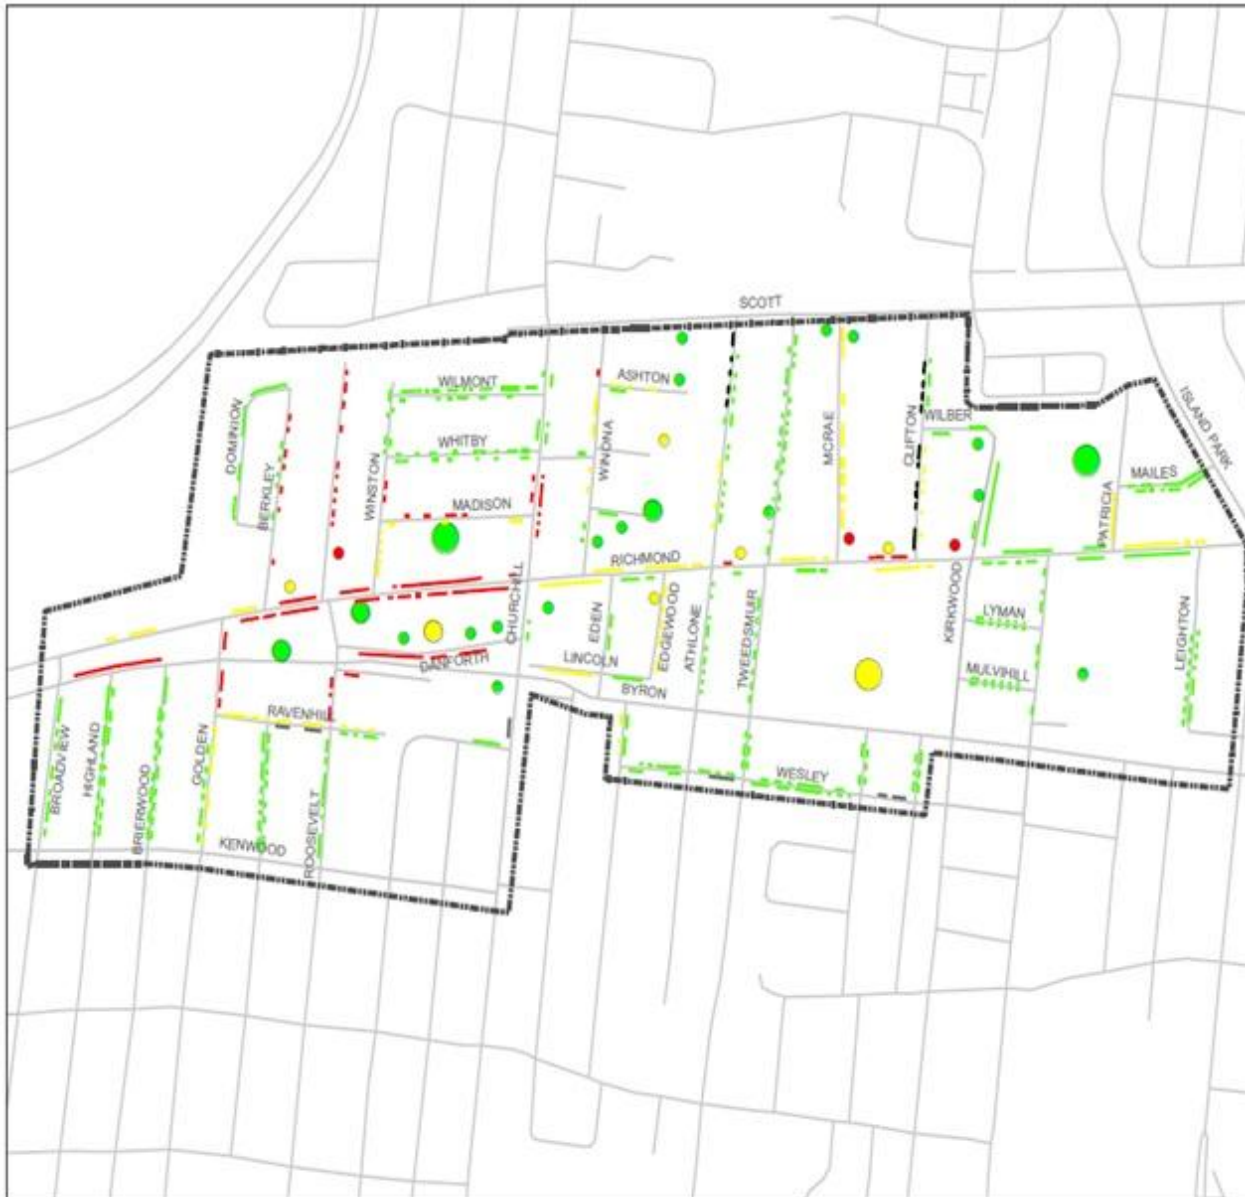 SCOTT
ISLAND PARK
WILMONT
ASHTON
DOMINION
WHITBY
WINONA
MCRAE
CLIFTON
WILBER
BERKLEY
WINSTON
MADISON
PATRICIA
MAILES
RICHMOND
CHURCHILL
EDEN
EDGEWOOD
ATHLONE
TWEEDSMUIR
KIRKWOOD
LYMAN
LEIGHTON
DANFORTH
LINCOLN
MULVIHILL
BYRON
RAVENHILL
BROADVIEW
HIGHLAND
BRIERWOOD
GOLDEN
WESLEY
ROOSEVELT
KENWOOD